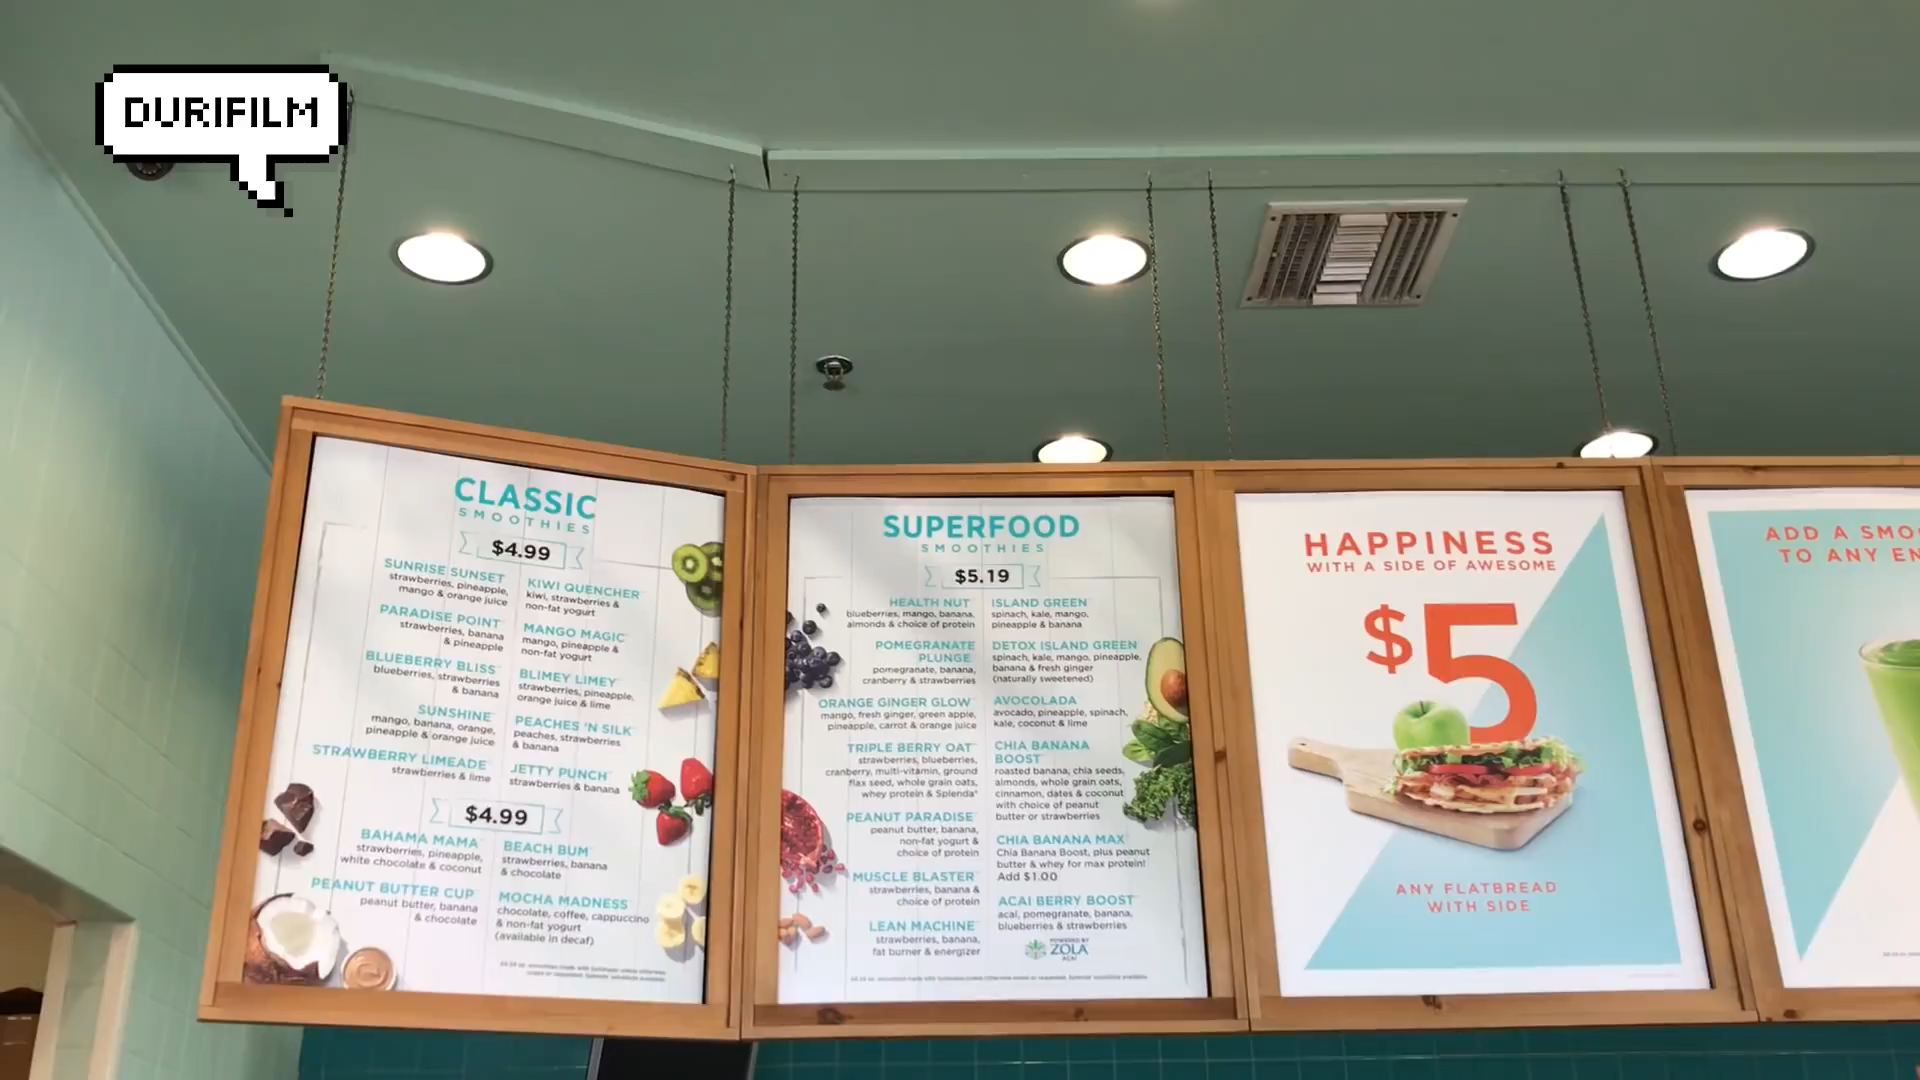 DURIFILM
CLASSIC
SMOOTHIES
$4.99
SUNRISE SUNSET
strawberries, pineapple,
mango & orange juice
PARADISE POINT
strawberries, banana
& pineapple
BLUEBERRY BLISS
blueberries, strawberries
& banana
SUNSHINE
mango, banana, orange,
pineapple & orange juice
STRAWBERRY LIMEADE
strawberries & lime
KIWI QUENCHER
kiwi, strawberries &
non-fat yogurt
MANGO MAGIC
mango, pineapple &
non-fat yogurt
BLIMEY LIMEY
strawberries, pineapple,
orange juice & lime
PEACHES 'N SILK
peaches, strawberries
& banana
JETTY PUNCH
strawberries & banana
$4.99
BAHAMA MAMA
strawberries, pineapple,
white chocolate & coconut
PEANUT BUTTER CUP
peanut butter, banana
& chocolate
BEACH BUM
strawberries, banana
& chocolate
MOCHA MADNESS
chocolate, coffee, cappuccino
& non-fat yogurt
(available in decaf)
SUPERFOOD
SMOOTHIES
$5.19
HEALTH NUT
blueberries, mango, banana,
almonds & choice of protein
POMEGRANATE
PLUNGE
pomegranate, banana,
cranberry & strawberries
ORANGE GINGER GLOW
mango, fresh ginger, green apple,
pineapple, carrot & orange juice
TRIPLE BERRY OAT
strawberries, blueberries,
cranberry, multi-vitamin, ground
flax seed, whole grain oats,
whey protein & Splenda®
PEANUT PARADISE
peanut butter, banana,
non-fat yogurt &
choice of protein
MUSCLE BLASTER
strawberries, banana &
choice of protein
LEAN MACHINE
strawberries, banana,
fat burner & energizer
ISLAND GREEN
spinach, kale, mango,
pineapple & banana
DETOX ISLAND GREEN
spinach, kale, mango, pineapple,
banana & fresh ginger
(naturally sweetened)
AVOCOLADA
avocado, pineapple, spinach,
kale, coconut & lime
CHIA BANANA
BOOST
roasted banana, chia seeds,
almonds, whole grain oats,
cinnamon, dates & coconut
with choice of peanut
butter or strawberries
CHIA BANANA MAX
Chia Banana Boost, plus peanut
butter & whey for max protein!
Add $1.00
ACAI BERRY BOOST
acai, pomegranate, banana,
blueberries & strawberries
POWERED BY
ZOLA
ACAI
HAPPINESS
WITH A SIDE OF AWESOME
$5
ANY FLATBREAD
WITH SIDE
ADD A SMO
TO ANY EN